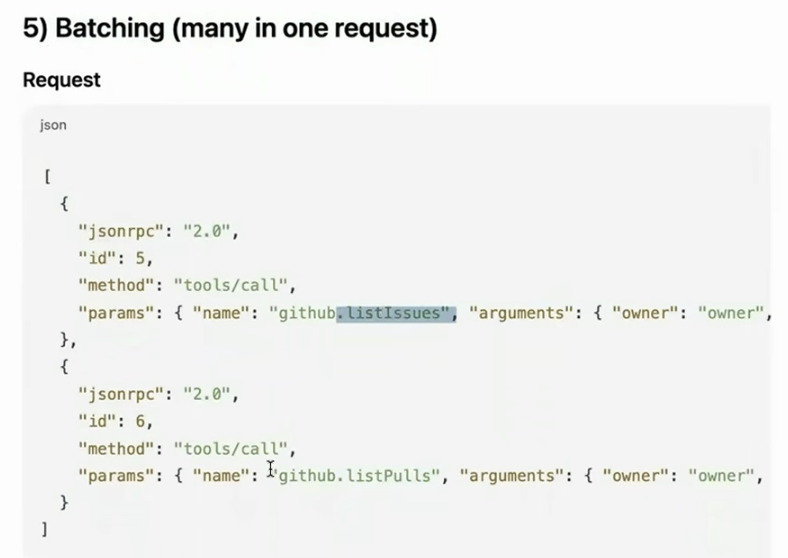 5) Batching (many in one request)
Request
json
[
{
"jsonrpc": "2.0",
"id": 5,
"method": "tools/call",
"params": { "name": "github.listIssues", "arguments": { "owner": "owner",
},
{
"jsonrpc": "2.0",
"id": 6,
"method": "tools/call",
"params": { "name": "github.listPulls", "arguments": { "owner": "owner",
}
]